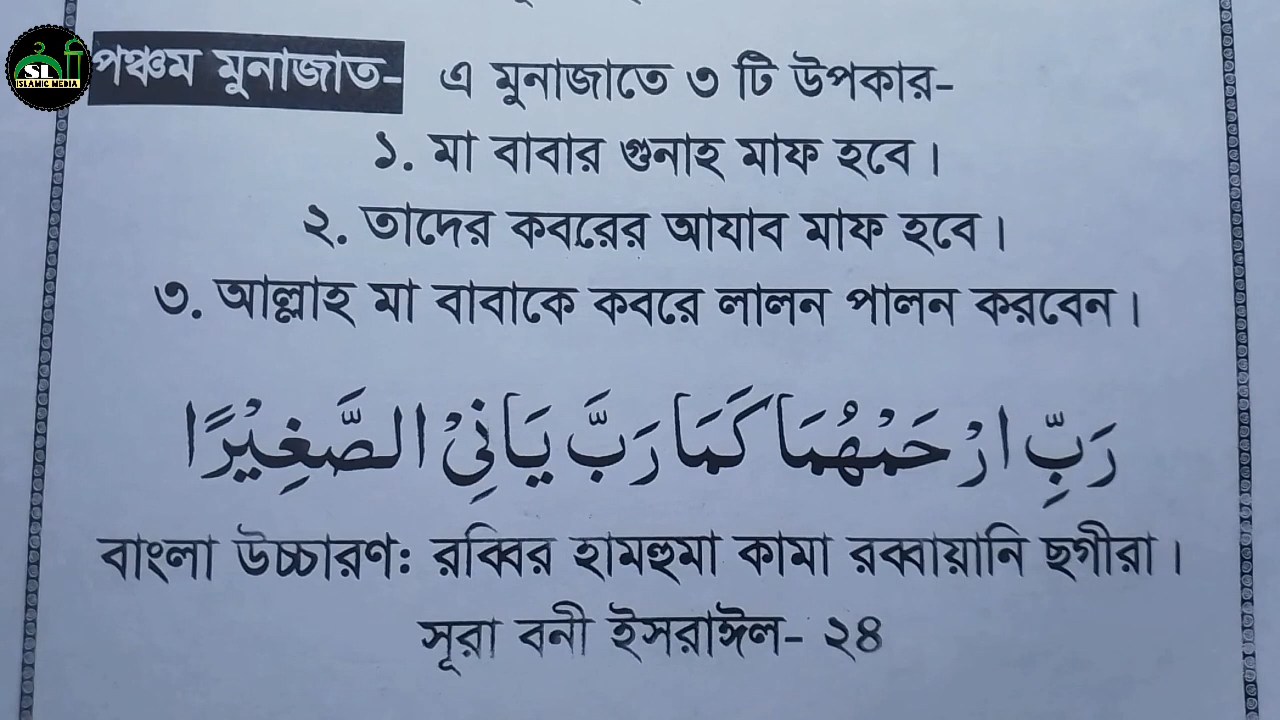 SL
ISLAMIC MEDIA
পঞ্চম মুনাজাত- এ মুনাজাতে ৩ টি উপকার-
১. মা বাবার গুনাহ মাফ হবে।
২. তাদের কবরের আযাব মাফ হবে।
৩. আল্লাহ মা বাবাকে কবরে লালন পালন করবেন।
رَبِّ ارْحَمْهُمَا كَمَا رَبَّ يَانِيْ الصَّغِيْرًا
বাংলা উচ্চারণ: রব্বির হামহুমা কামা রব্বায়ানি ছগীরা।
সূরা বনী ইসরাঈল- ২৪